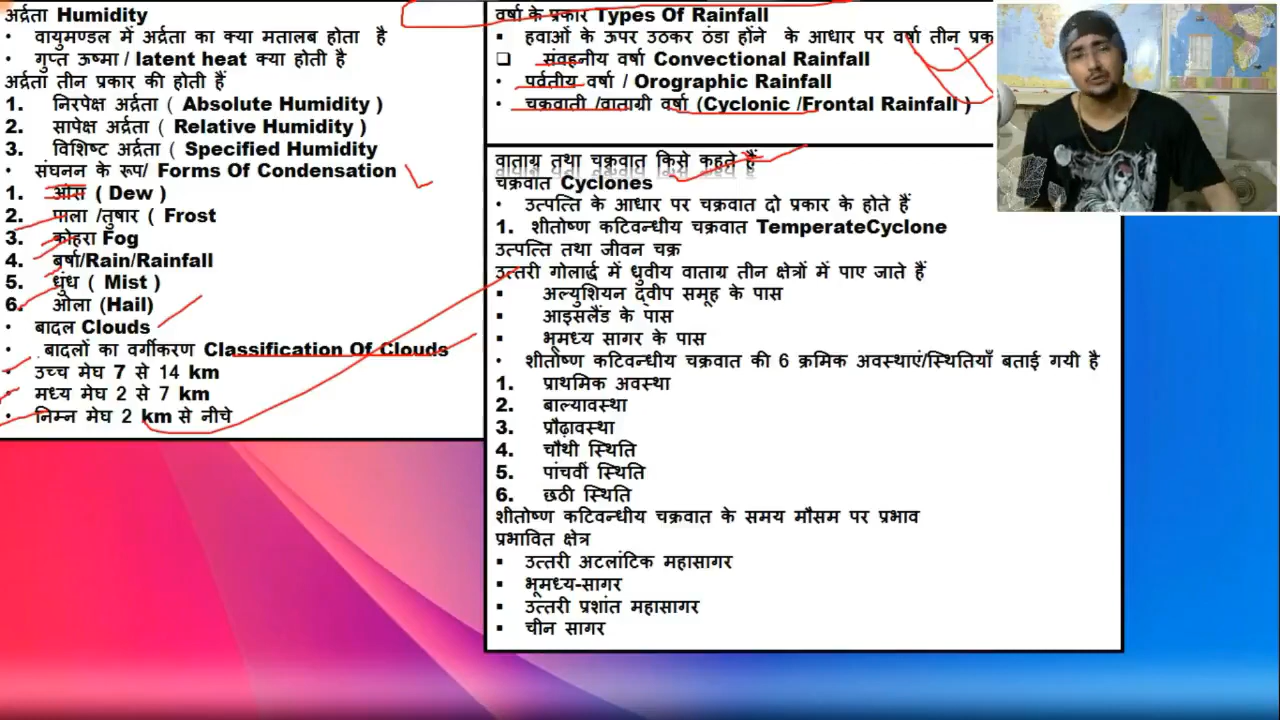 अर्द्रता Humidity
• वायुमण्डल में अर्द्रता का क्या मतालब होता है
• गुप्त ऊष्मा / latent heat क्या होती है
अर्द्रता तीन प्रकार की होती हैं
1. निरपेक्ष अर्द्रता ( Absolute Humidity )
2. सापेक्ष अर्द्रता ( Relative Humidity )
3. विशिष्ट अर्द्रता ( Specified Humidity
• संघनन के रूप/ Forms Of Condensation
1. ओस ( Dew )
2. पाला /तुषार ( Frost
3. कोहरा Fog
4. बर्षा/Rain/Rainfall
5. धुंध ( Mist )
6. ओला (Hail)
• बादल Clouds
• बादलों का वर्गीकरण Classification Of Clouds
• उच्च मेघ 7 से 14 km
• मध्य मेघ 2 से 7 km
• निम्न मेघ 2 km से नीचे
वर्षा के प्रकार Types Of Rainfall
▪ हवाओं के ऊपर उठकर ठंडा होंने के आधार पर वर्षा तीन प्रक
❑ संवहनीय वर्षा Convectional Rainfall
• पर्वतीय वर्षा / Orographic Rainfall
• चक्रवाती /वाताग्री वर्षा (Cyclonic /Frontal Rainfall )
वाताग्र तथा चक्रवात किसे कहते हैं
चक्रवात Cyclones
• उत्पत्ति के आधार पर चक्रवात दो प्रकार के होते हैं
1. शीतोष्ण कटिवन्धीय चक्रवात TemperateCyclone
उत्पत्ति तथा जीवन चक्र
उत्तरी गोलार्द्ध में धुवीय वाताग्र तीन क्षेत्रों में पाए जाते हैं
▪ अल्युशियन द्वीप समूह के पास
▪ आइसलैंड के पास
▪ भूमध्य सागर के पास
• शीतोष्ण कटिवन्धीय चक्रवात की 6 क्रमिक अवस्थाएं/स्थितियाँ बताई गयी है
1. प्राथमिक अवस्था
2. बाल्यावस्था
3. प्रौढ़ावस्था
4. चौथी स्थिति
5. पांचवीं स्थिति
6. छठी स्थिति
शीतोष्ण कटिवन्धीय चक्रवात के समय मौसम पर प्रभाव
प्रभावित क्षेत्र
▪ उत्तरी अटलांटिक महासागर
▪ भूमध्य-सागर
▪ उत्तरी प्रशांत महासागर
▪ चीन सागर